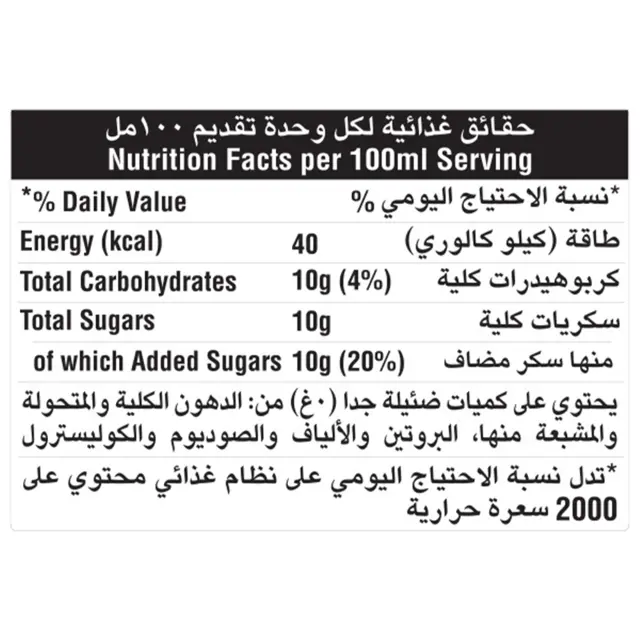 حقائق غذائية لكل وحدة تقديم ١٠٠مل
Nutrition Facts per 100ml Serving
*% Daily Value *نسبة الاحتياج اليومي %
Energy (kcal) 40 طاقة (كيلو كالوري)
Total Carbohydrates 10g (4%) كربوهيدرات كلية
Total Sugars 10g سكريات كلية
of which Added Sugars 10g (20%) منها سكر مضاف
يحتوي على كميات ضئيلة جدا (٠غ) من: الدهون الكلية والمتحولة
والمشبعة منها، البروتين والألياف والصوديوم والكوليسترول
*تدل نسبة الاحتياج اليومي على نظام غذائي محتوي على
2000 سعرة حرارية